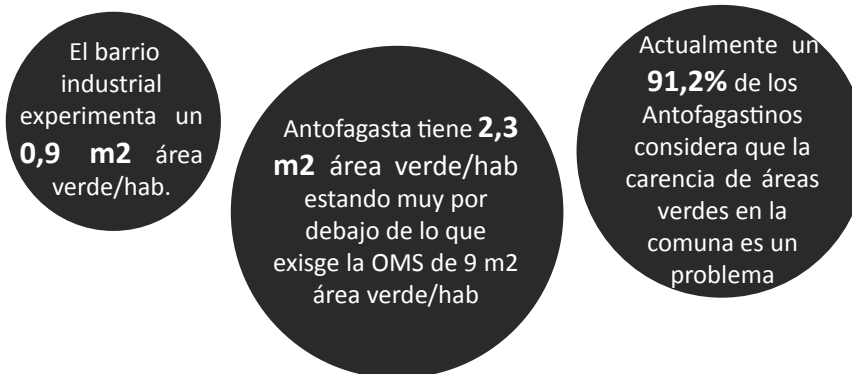 El barrio
industrial
experimenta un
0,9 m2 área
verde/hab.
Antofagasta tiene 2,3
m2 área verde/hab
estando muy por
debajo de lo que
exisge la OMS de 9 m2
área verde/hab
Actualmente un
91,2% de los
Antofagastinos
considera que la
carencia de áreas
verdes en la
comuna es un
problema